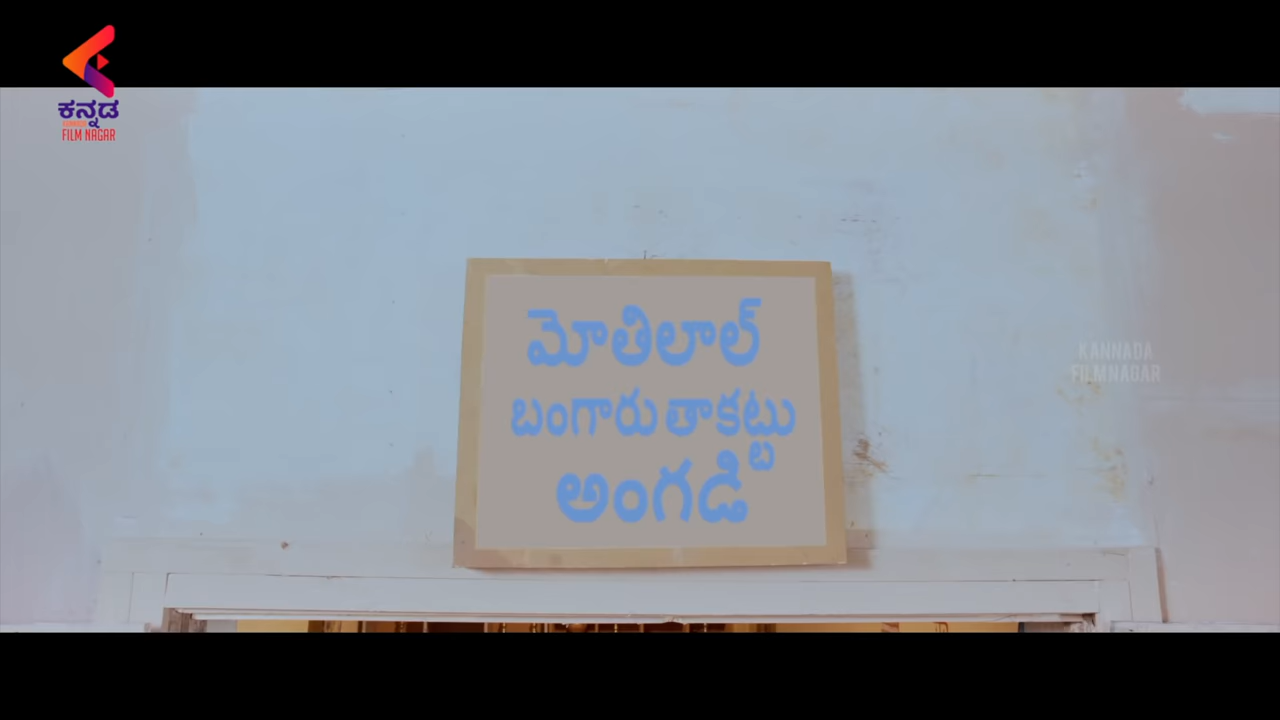 ಕನ್ನಡ
FILM NAGAR
మోతిలాల్
బంగారు తాకట్టు
అంగడి
KANNADA
FILMNAGAR